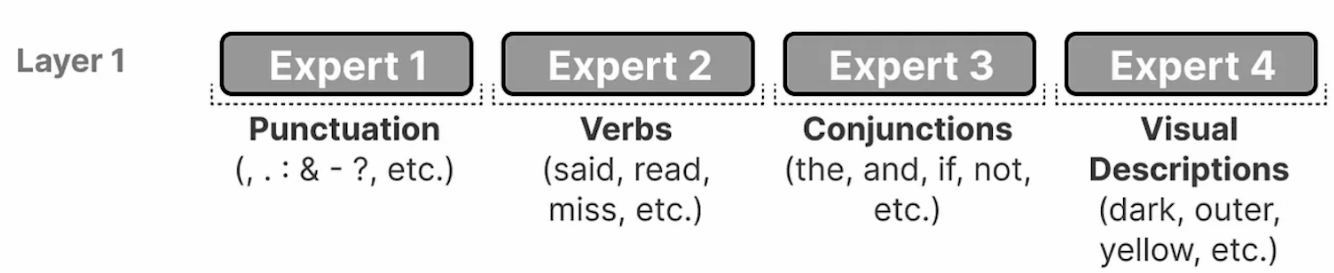 Layer 1
Expert 1
Expert 2
Expert 3
Expert 4
Punctuation
(, . : & - ?, etc.)
Verbs
(said, read,
miss, etc.)
Conjunctions
(the, and, if, not,
etc.)
Visual
Descriptions
(dark, outer,
yellow, etc.)